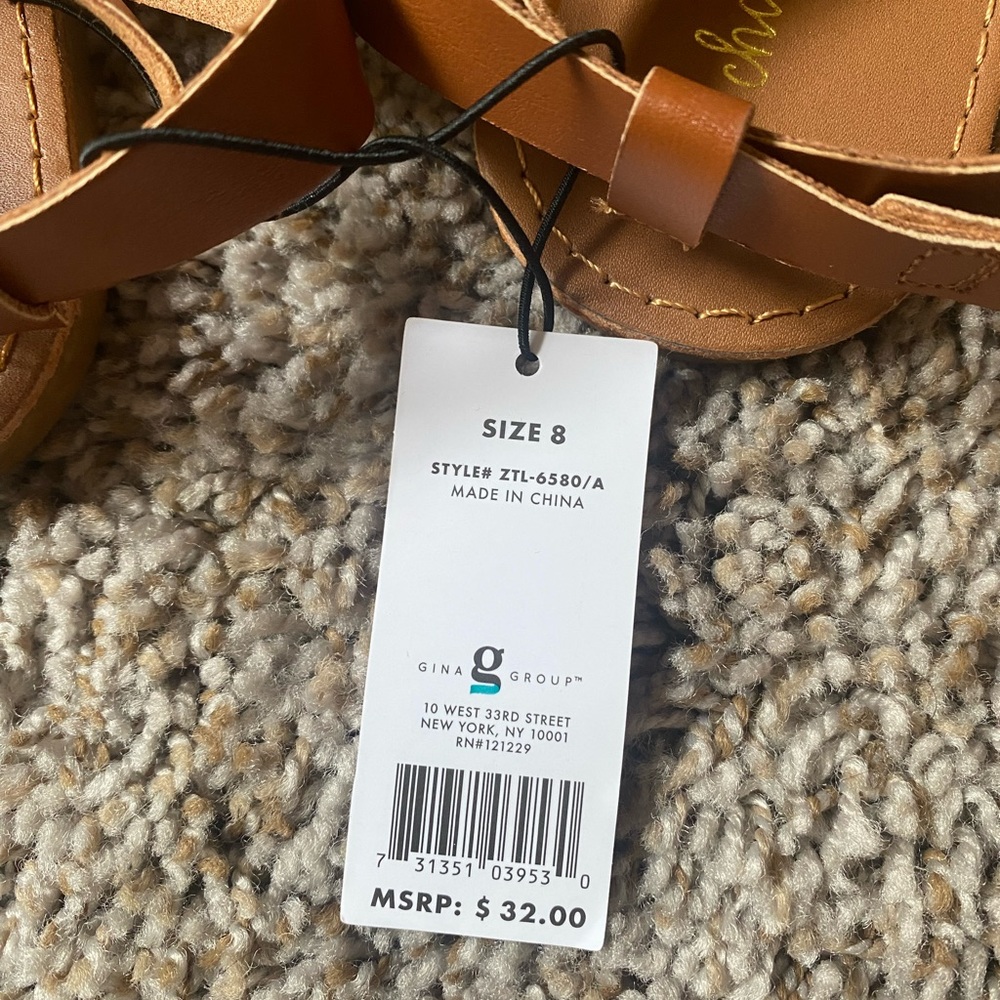 SIZE 8
STYLE# ZTL-6580/A
MADE IN CHINA
GINA g GROUP™
10 WEST 33RD STREET
NEW YORK, NY 10001
RN#121229
7 31351 03953 0
MSRP: $ 32.00